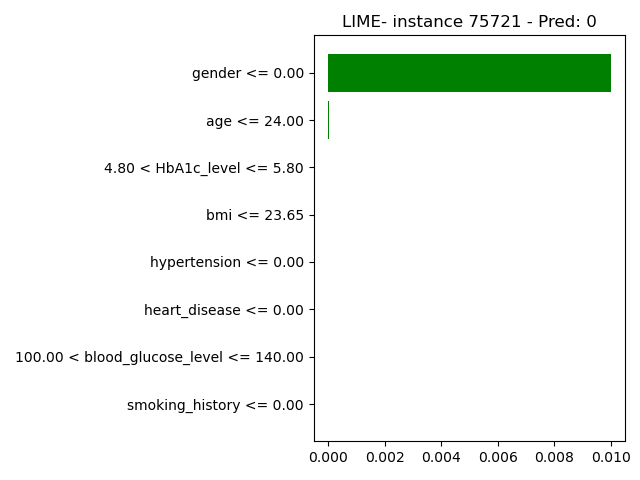 LIME- instance 75721 - Pred: 0
gender <= 0.00
age <= 24.00
4.80 < HbA1c_level <= 5.80
bmi <= 23.65
hypertension <= 0.00
heart_disease <= 0.00
100.00 < blood_glucose_level <= 140.00
smoking_history <= 0.00
0.000 0.002 0.004 0.006 0.008 0.010